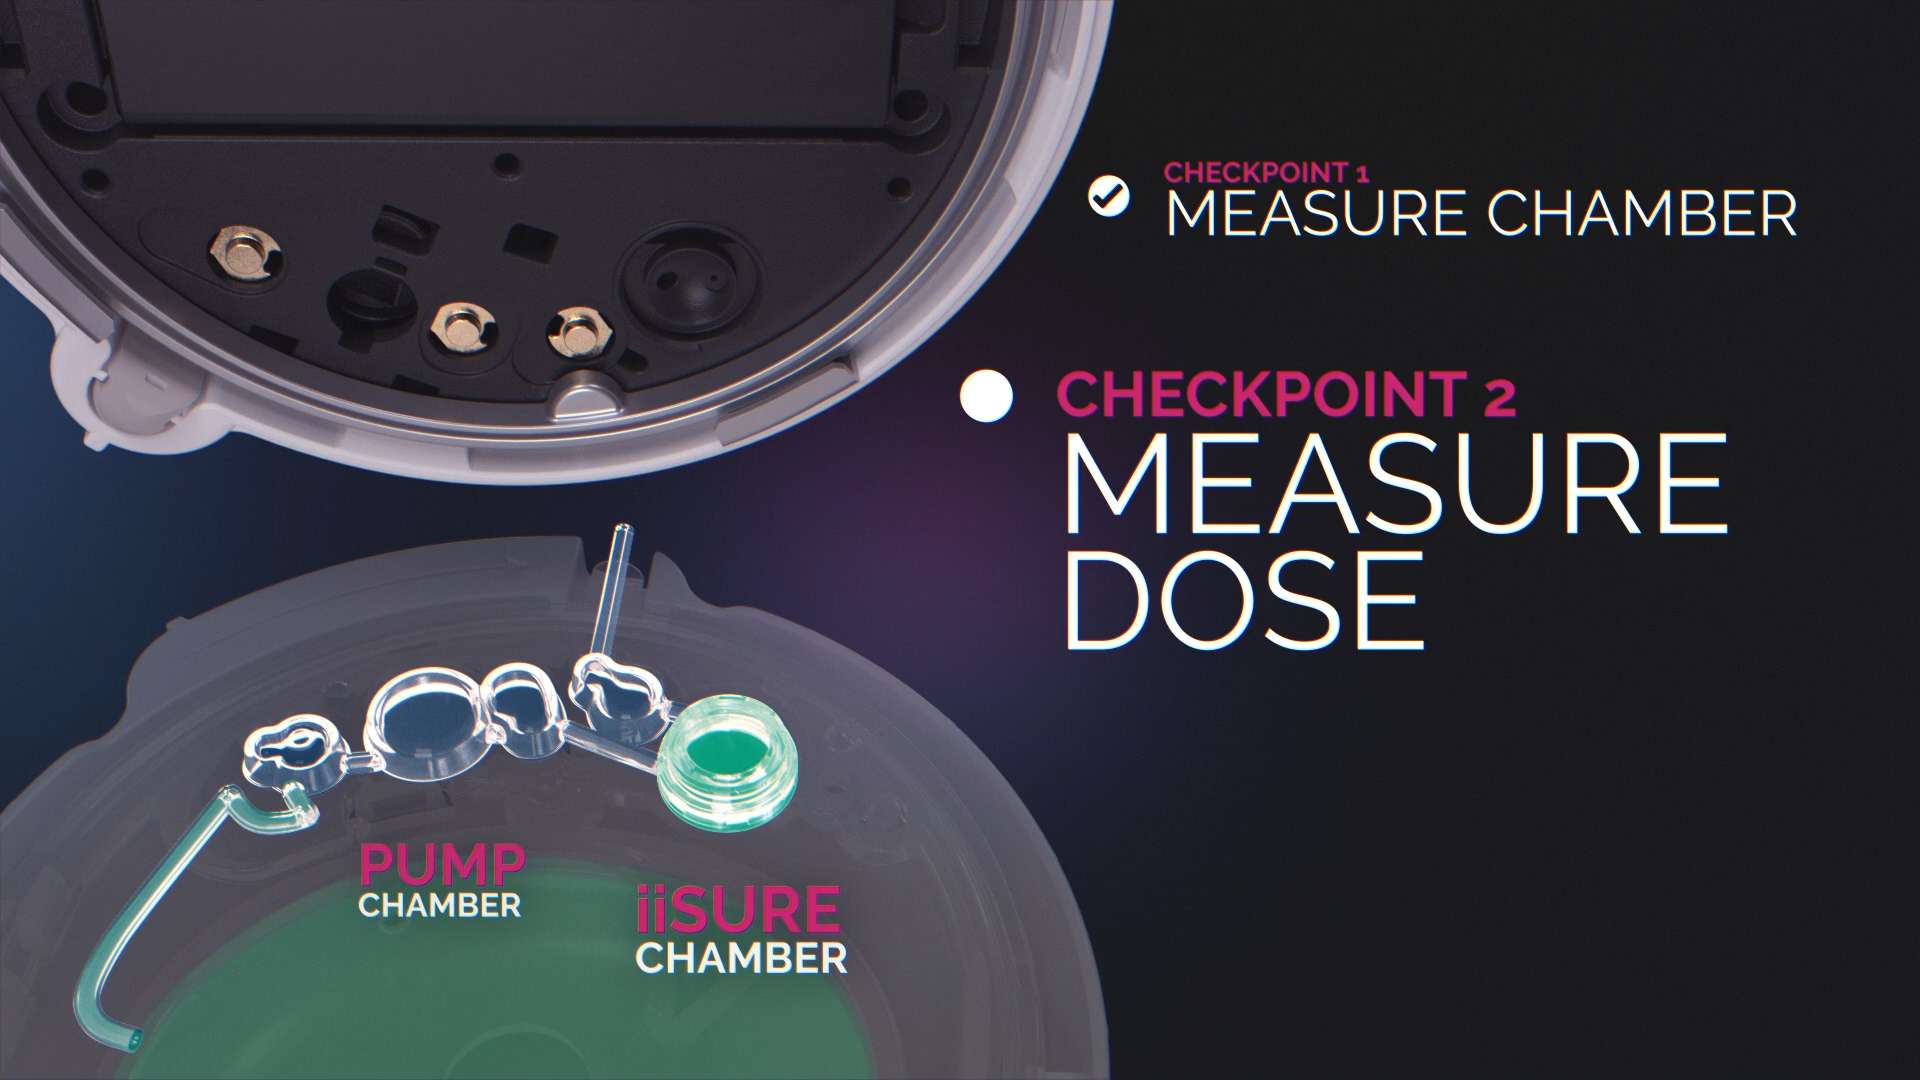 CHECKPOINT 1
MEASURE CHAMBER
CHECKPOINT 2
MEASURE
DOSE
PUMP
CHAMBER
iiSURE
CHAMBER